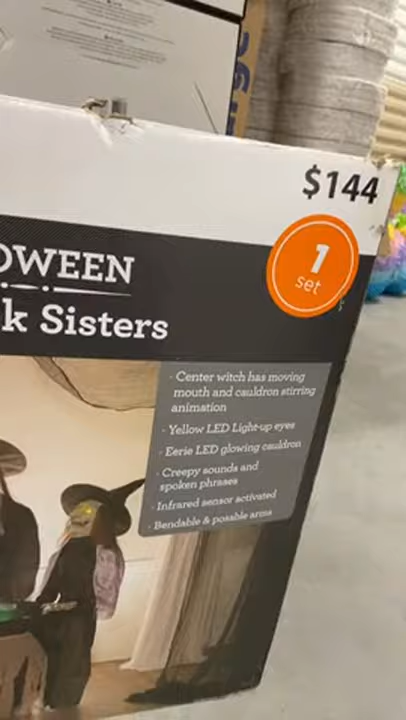 $144
1
set
OWEEN
k Sisters
· Center witch has moving
mouth and cauldron stirring
animation
· Yellow LED Light-up eyes
· Eerie LED glowing cauldron
· Creepy sounds and
spoken phrases
· Infrared sensor activated
· Bendable & posable arms